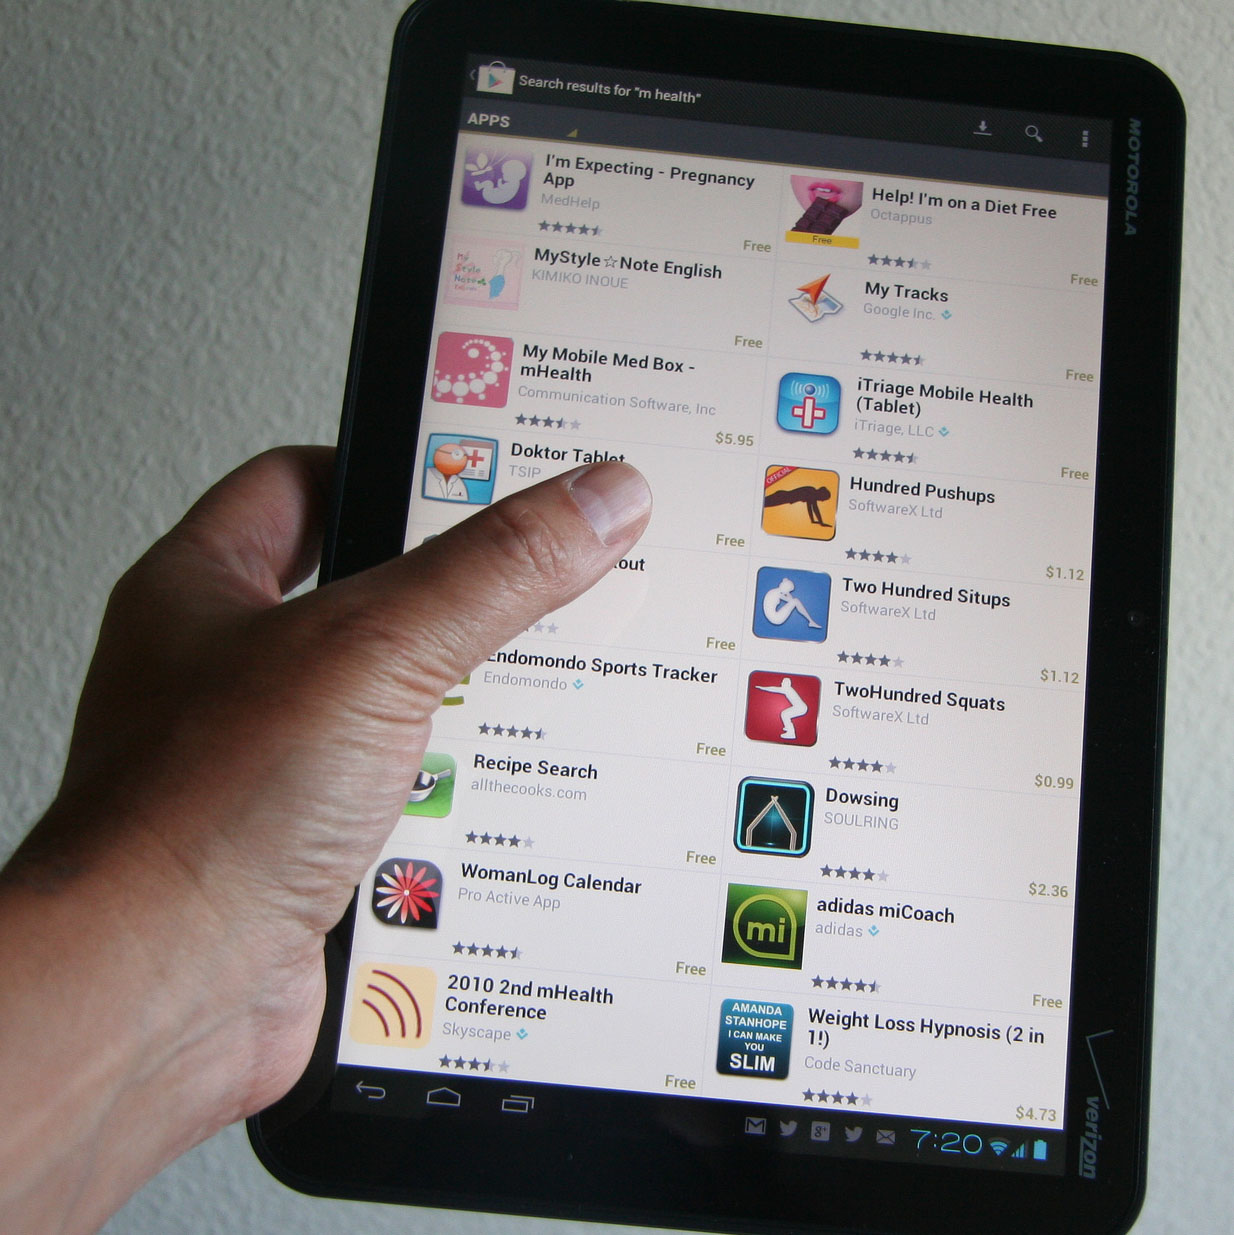 Search results for "m health"
APPS
I'm Expecting - Pregnancy
App
MedHelp
Free
Help! I'm on a Diet Free
Octappus
Free
Free
MyStyle☆Note English
KIMIKO INOUE
Free
My
Style
Note
My Tracks
Google Inc.
Free
My Mobile Med Box -
mHealth
Communication Software, Inc
$5.95
iTriage Mobile Health
(Tablet)
iTriage, LLC
Free
Doktor Tablet
TSIP
Free
OFFICIAL
Hundred Pushups
SoftwareX Ltd
$1.12
out
Free
Two Hundred Situps
SoftwareX Ltd
$1.12
Endomondo Sports Tracker
Endomondo
Free
TwoHundred Squats
SoftwareX Ltd
$0.99
Recipe Search
allthecooks.com
Free
Dowsing
SOULRING
$2.36
WomanLog Calendar
Pro Active App
Free
mi
adidas miCoach
adidas
Free
2010 2nd mHealth
Conference
Skyscape
Free
AMANDA
STANHOPE
I CAN MAKE
YOU
SLIM
Weight Loss Hypnosis (2 in
1!)
Code Sanctuary
$4.73
7:20
MOTOROLA
verizon